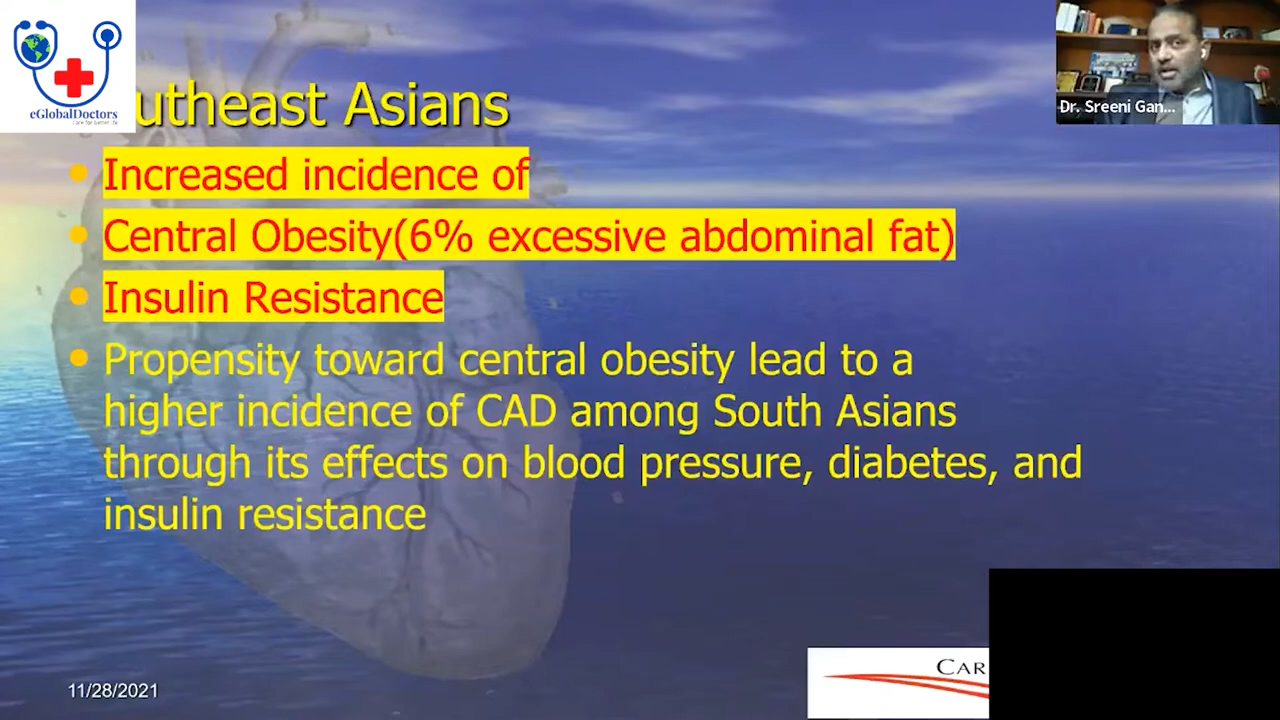 eGlobalDoctors
utheast Asians
Increased incidence of
Central Obesity(6% excessive abdominal fat)
Insulin Resistance
Propensity toward central obesity lead to a
higher incidence of CAD among South Asians
through its effects on blood pressure, diabetes, and
insulin resistance
Dr. Sreeni Gan...
11/28/2021
CAR